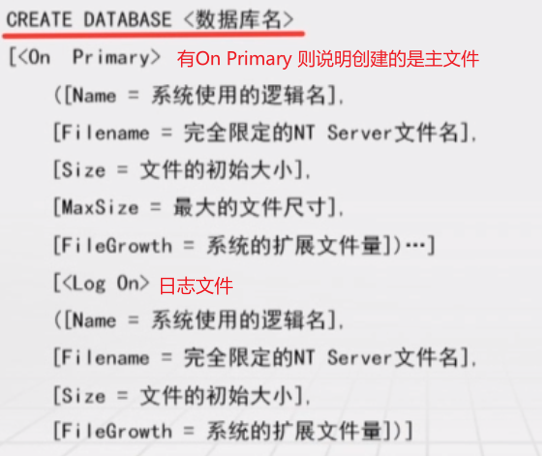 CREATE DATABASE <数据库名>
[<On Primary> 有On Primary 则说明创建的是主文件
([Name = 系统使用的逻辑名],
[Filename = 完全限定的NT Server文件名],
[Size = 文件的初始大小],
[MaxSize = 最大的文件尺寸],
[FileGrowth = 系统的扩展文件量])…]
[<Log On> 日志文件
([Name = 系统使用的逻辑名],
[Filename = 完全限定的NT Server文件名],
[Size = 文件的初始大小],
[FileGrowth = 系统的扩展文件量])]